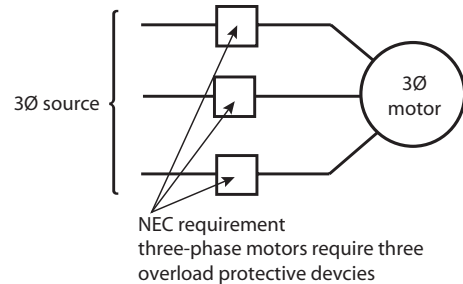 3Ø source
3Ø
motor
NEC requirement
three-phase motors require three
overload protective devcies